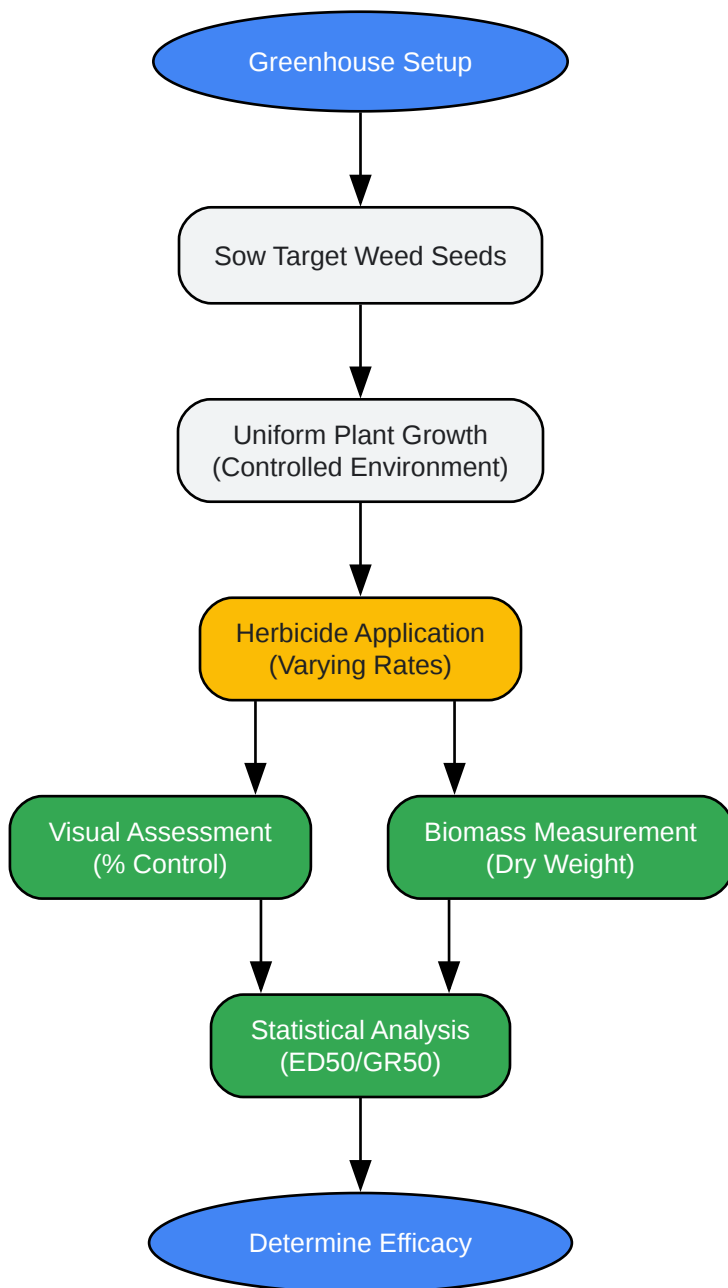 Greenhouse Setup
Sow Target Weed Seeds
Uniform Plant Growth
(Controlled Environment)
Herbicide Application
(Varying Rates)
Visual Assessment
(% Control)
Biomass Measurement
(Dry Weight)
Statistical Analysis
(ED50/GR50)
Determine Efficacy